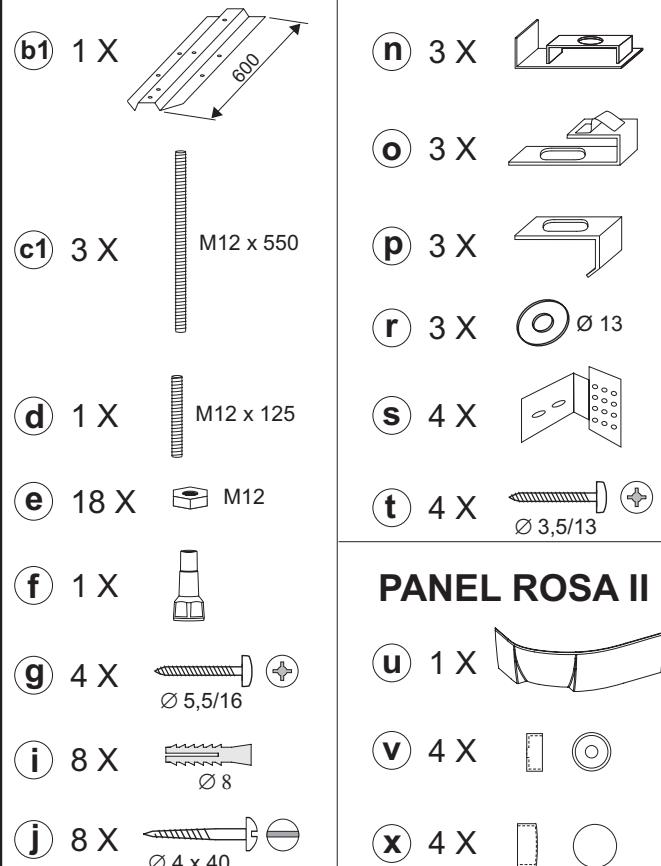 b1 1 X
600
c1 3 X
M12 x 550
d 1 X
M12 x 125
e 18 X
M12
f 1 X
g 4 X
Ø 5,5/16
i 8 X
Ø 8
j 8 X
Ø 4 x 40
n 3 X
o 3 X
p 3 X
r 3 X
Ø 13
s 4 X
t 4 X
Ø 3,5/13
PANEL ROSA II
u 1 X
v 4 X
x 4 X